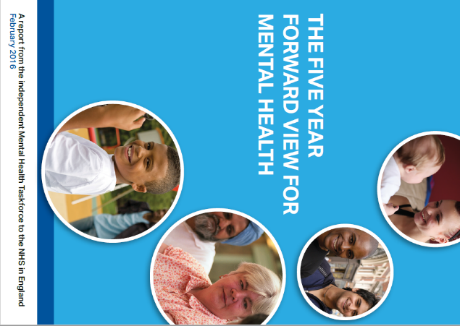 THE FIVE YEAR
FORWARD VIEW FOR
MENTAL HEALTH
A report from the independent Mental Health Taskforce to the NHS in England
February 2016